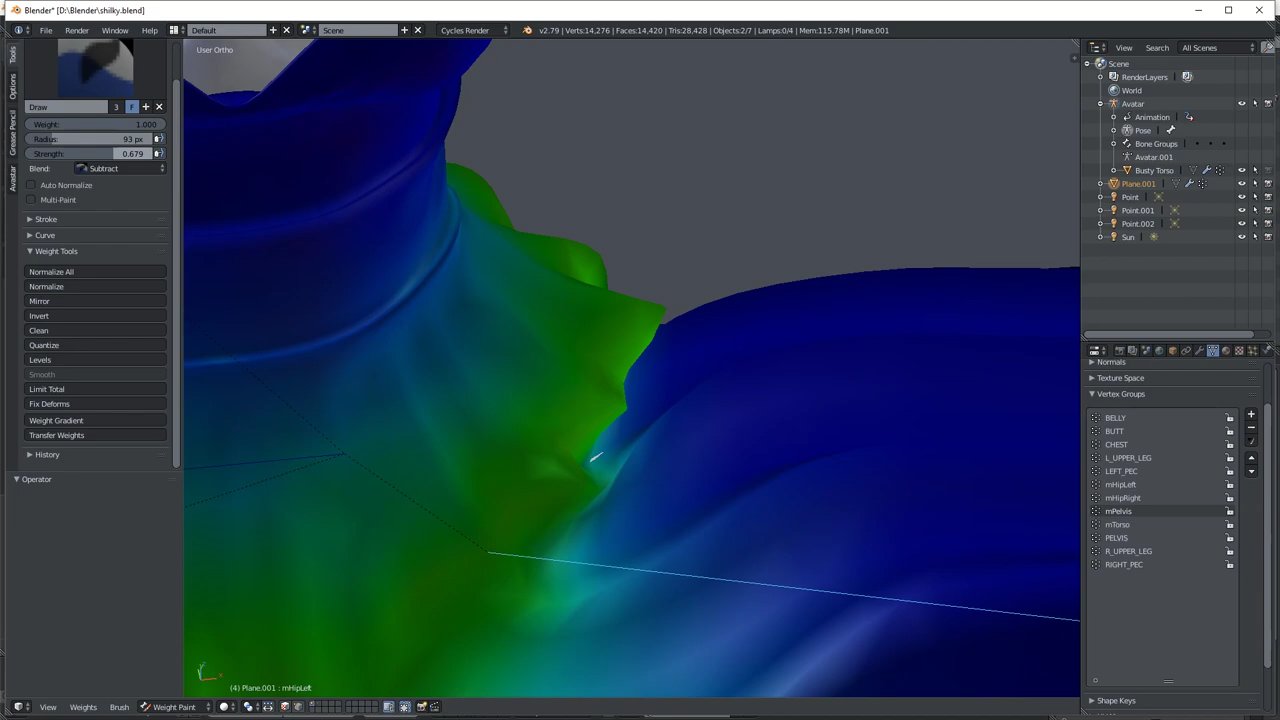 Blender* [D:\Blender\shilky.blend]
File Render Window Help Default Scene Cycles Render v2.79 | Verts:14,276 | Faces:14,420 | Tris:28,428 | Objects:2/7 | Lamps:0/4 | Mem:115.78M | Plane.001
User Ortho
View Search All Scenes
Tools
Options
Grease Pencil
Avastar
Draw 3 F
Weight: 1.000
Radius: 93 px
Strength: 0.679
Blend: Subtract
Auto Normalize
Multi-Paint
Stroke
Curve
Weight Tools
Normalize All
Normalize
Mirror
Invert
Clean
Quantize
Levels
Smooth
Limit Total
Fix Deforms
Weight Gradient
Transfer Weights
History
Operator
Scene
RenderLayers
World
Avatar
Animation
Pose
Bone Groups
Avatar.001
Busty Torso
Plane.001
Point
Point.001
Point.002
Sun
Normals
Texture Space
Vertex Groups
BELLY
BUTT
CHEST
L_UPPER_LEG
LEFT_PEC
mHipLeft
mHipRight
mPelvis
mTorso
PELVIS
R_UPPER_LEG
RIGHT_PEC
Shape Keys
(4) Plane.001 : mHipLeft
View Weights Brush Weight Paint